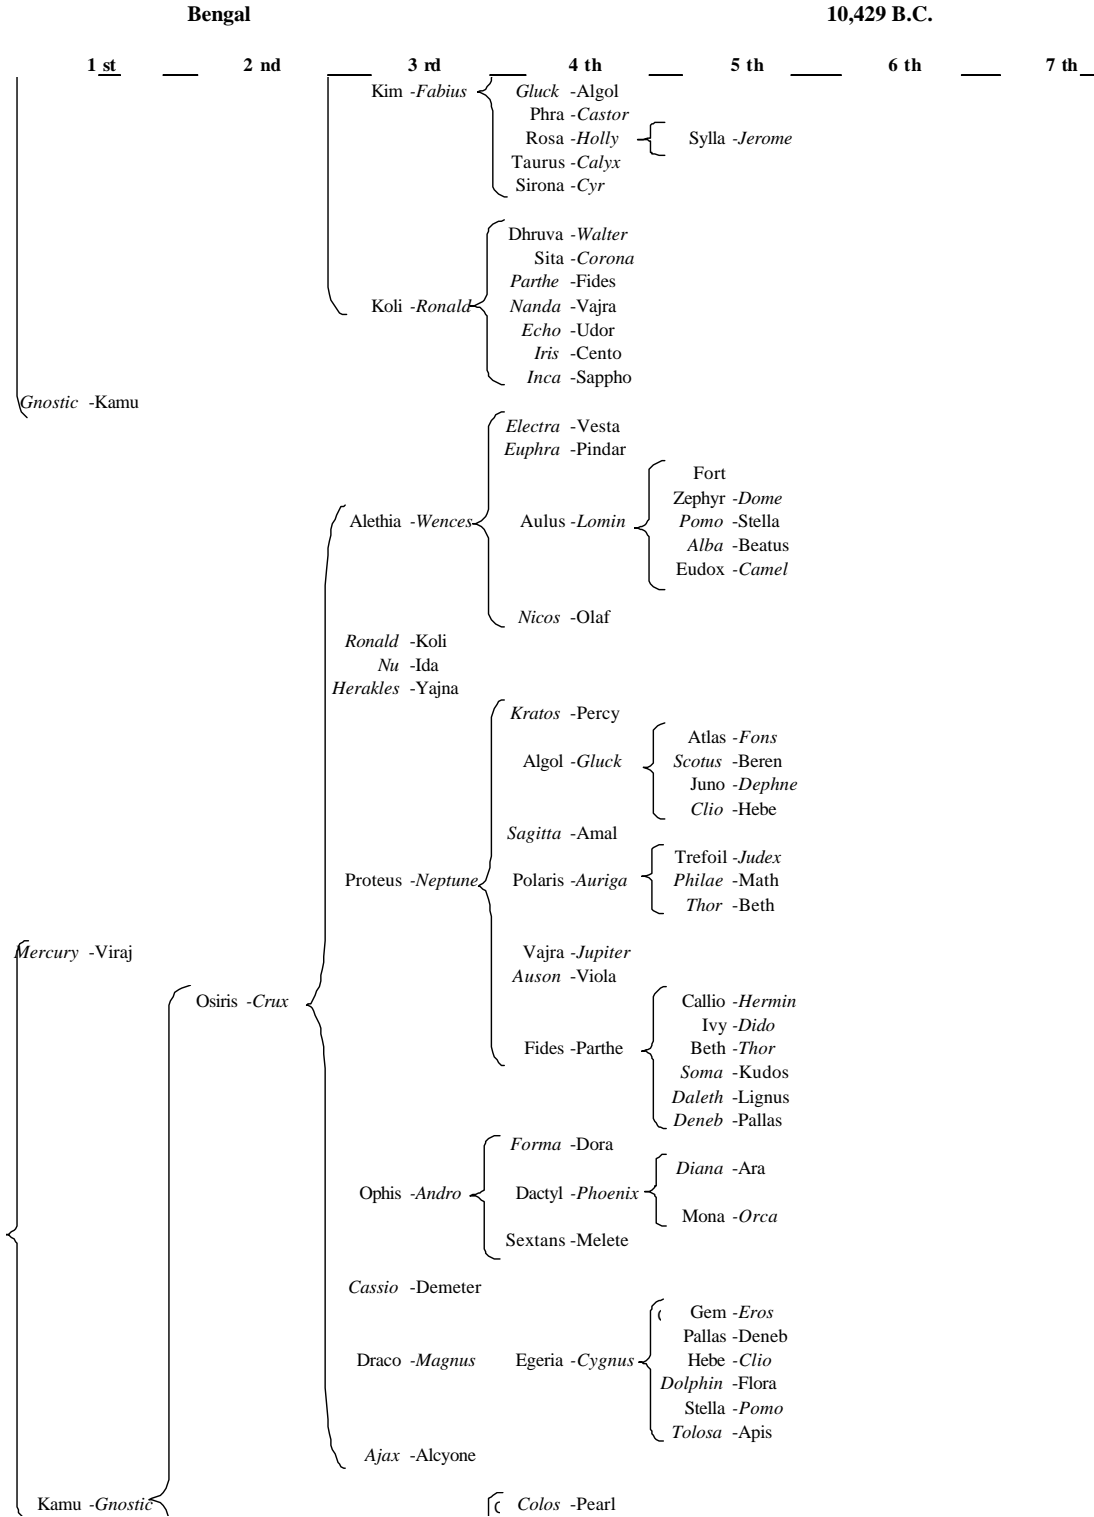 Bengal 10,429 B.C.
1 st 2 nd 3 rd 4 th 5 th 6 th 7 th
Kim -Fabius Gluck -Algol
Phra -Castor
Rosa -Holly Sylla -Jerome
Taurus -Calyx
Sirona -Cyr
Dhruva -Walter
Sita -Corona
Parthe -Fides
Koli -Ronald Nanda -Vajra
Echo -Udor
Iris -Cento
Inca -Sappho
Gnostic -Kamu
Electra -Vesta
Euphra -Pindar
Fort
Zephyr -Dome
Alethia -Wences Aulus -Lomin Pomo -Stella
Alba -Beatus
Eudox -Camel
Nicos -Olaf
Ronald -Koli
Nu -Ida
Herakles -Yajna
Kratos -Percy
Atlas -Fons
Algol -Gluck Scotus -Beren
Juno -Dephne
Clio -Hebe
Sagitta -Amal
Trefoil -Judex
Proteus -Neptune Polaris -Auriga Philae -Math
Thor -Beth
Mercury -Viraj Vajra -Jupiter
Auson -Viola
Osiris -Crux Callio -Hermin
Ivy -Dido
Fides -Parthe Beth -Thor
Soma -Kudos
Daleth -Lignus
Deneb -Pallas
Forma -Dora
Diana -Ara
Ophis -Andro Dactyl -Phoenix
Mona -Orca
Sextans -Melete
Cassio -Demeter
Gem -Eros
Pallas -Deneb
Draco -Magnus Egeria -Cygnus Hebe -Clio
Dolphin -Flora
Stella -Pomo
Tolosa -Apis
Ajax -Alcyone
Kamu -Gnostic Colos -Pearl